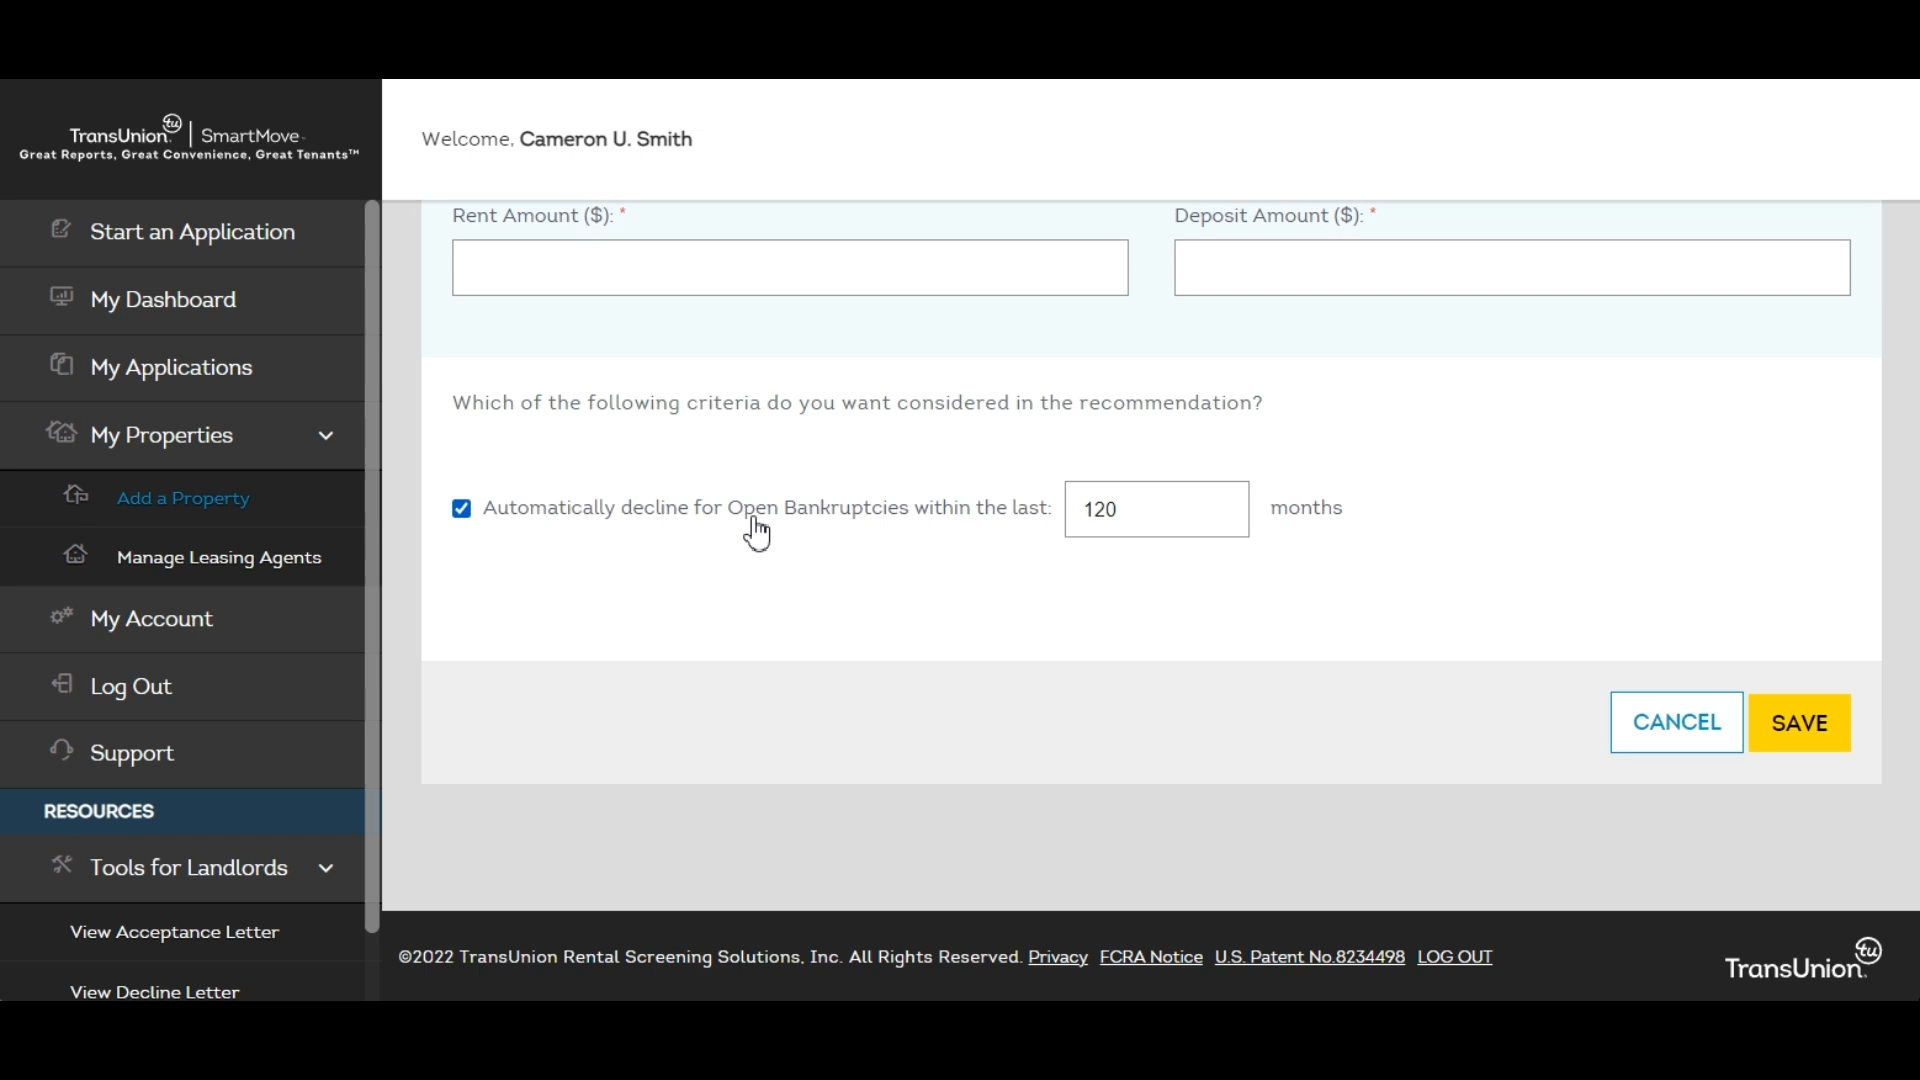 TransUnion | SmartMove
Great Reports, Great Convenience, Great Tenants™
Welcome, Cameron U. Smith
Start an Application
My Dashboard
My Applications
My Properties
Add a Property
Manage Leasing Agents
My Account
Log Out
Support
RESOURCES
Tools for Landlords
View Acceptance Letter
View Decline Letter
Rent Amount ($): *
Deposit Amount ($): *
Which of the following criteria do you want considered in the recommendation?
Automatically decline for Open Bankruptcies within the last: 120 months
CANCEL
SAVE
©2022 TransUnion Rental Screening Solutions, Inc. All Rights Reserved. Privacy FCRA Notice U.S. Patent No.8234498 LOG OUT
TransUnion tu